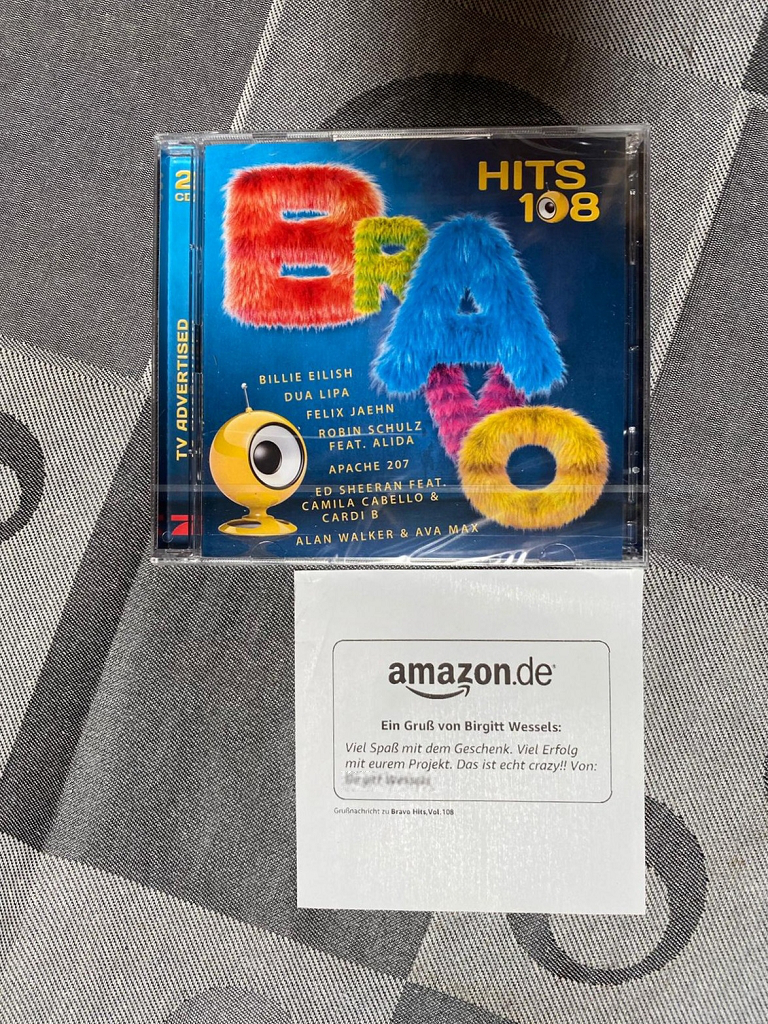 2
CD
TV ADVERTISED
HITS
108
BRAVO
BILLIE EILISH
DUA LIPA
FELIX JAEHN
ROBIN SCHULZ
FEAT. ALIDA
APACHE 207
ED SHEERAN FEAT.
CAMILA CABELLO &
CARDI B
ALAN WALKER & AVA MAX
amazon.de
Ein Gruß von Birgitt Wessels:
Viel Spaß mit dem Geschenk. Viel Erfolg
mit eurem Projekt. Das ist echt crazy!! Von:
Grußnachricht zu Bravo Hits,Vol.108